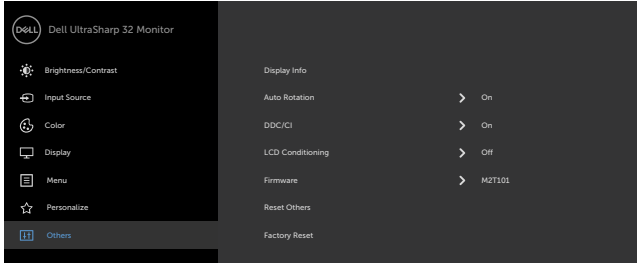 DELL Dell UltraSharp 32 Monitor
Brightness/Contrast
Input Source
Color
Display
Menu
Personalize
Others
Display Info
Auto Rotation > On
DDC/CI > On
LCD Conditioning > Off
Firmware > M2T101
Reset Others
Factory Reset